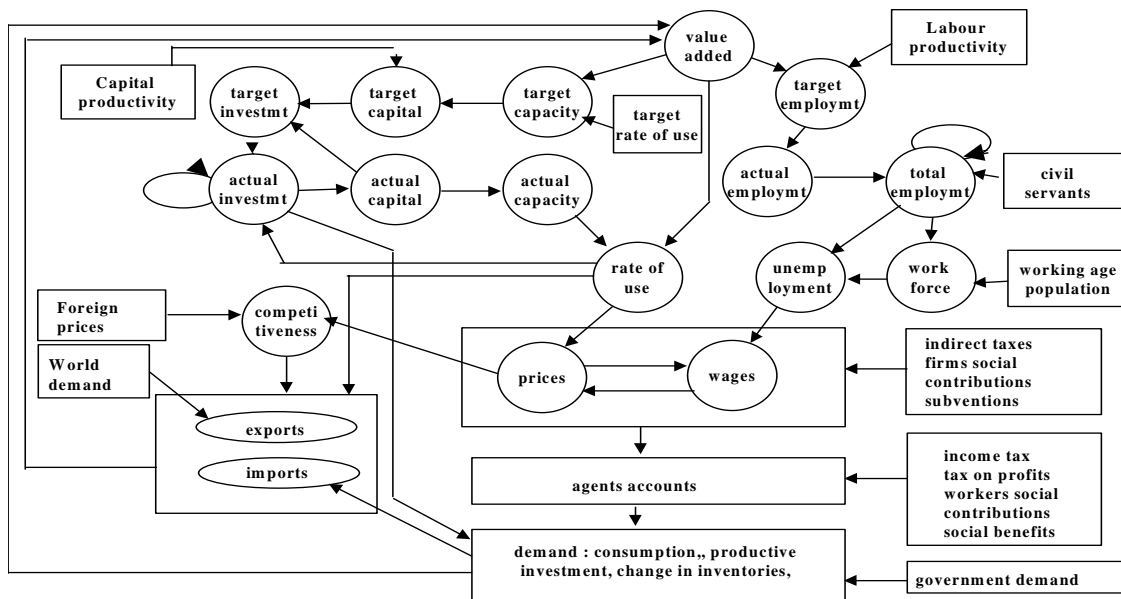 value
added
Labour
productivity
Capital
productivity
target
investmt
target
capital
target
capacity
target
rate of use
target
employmt
actual
investmt
actual
capital
actual
capacity
actual
employmt
total
employmt
civil
servants
rate of
use
unemp
loyment
work
force
working age
population
Foreign
prices
competi
tiveness
World
demand
prices
wages
indirect taxes
firms social
contributions
subventions
exports
imports
agents accounts
income tax
tax on profits
workers social
contributions
social benefits
demand : consumption,, productive
investment, change in inventories,
government demand